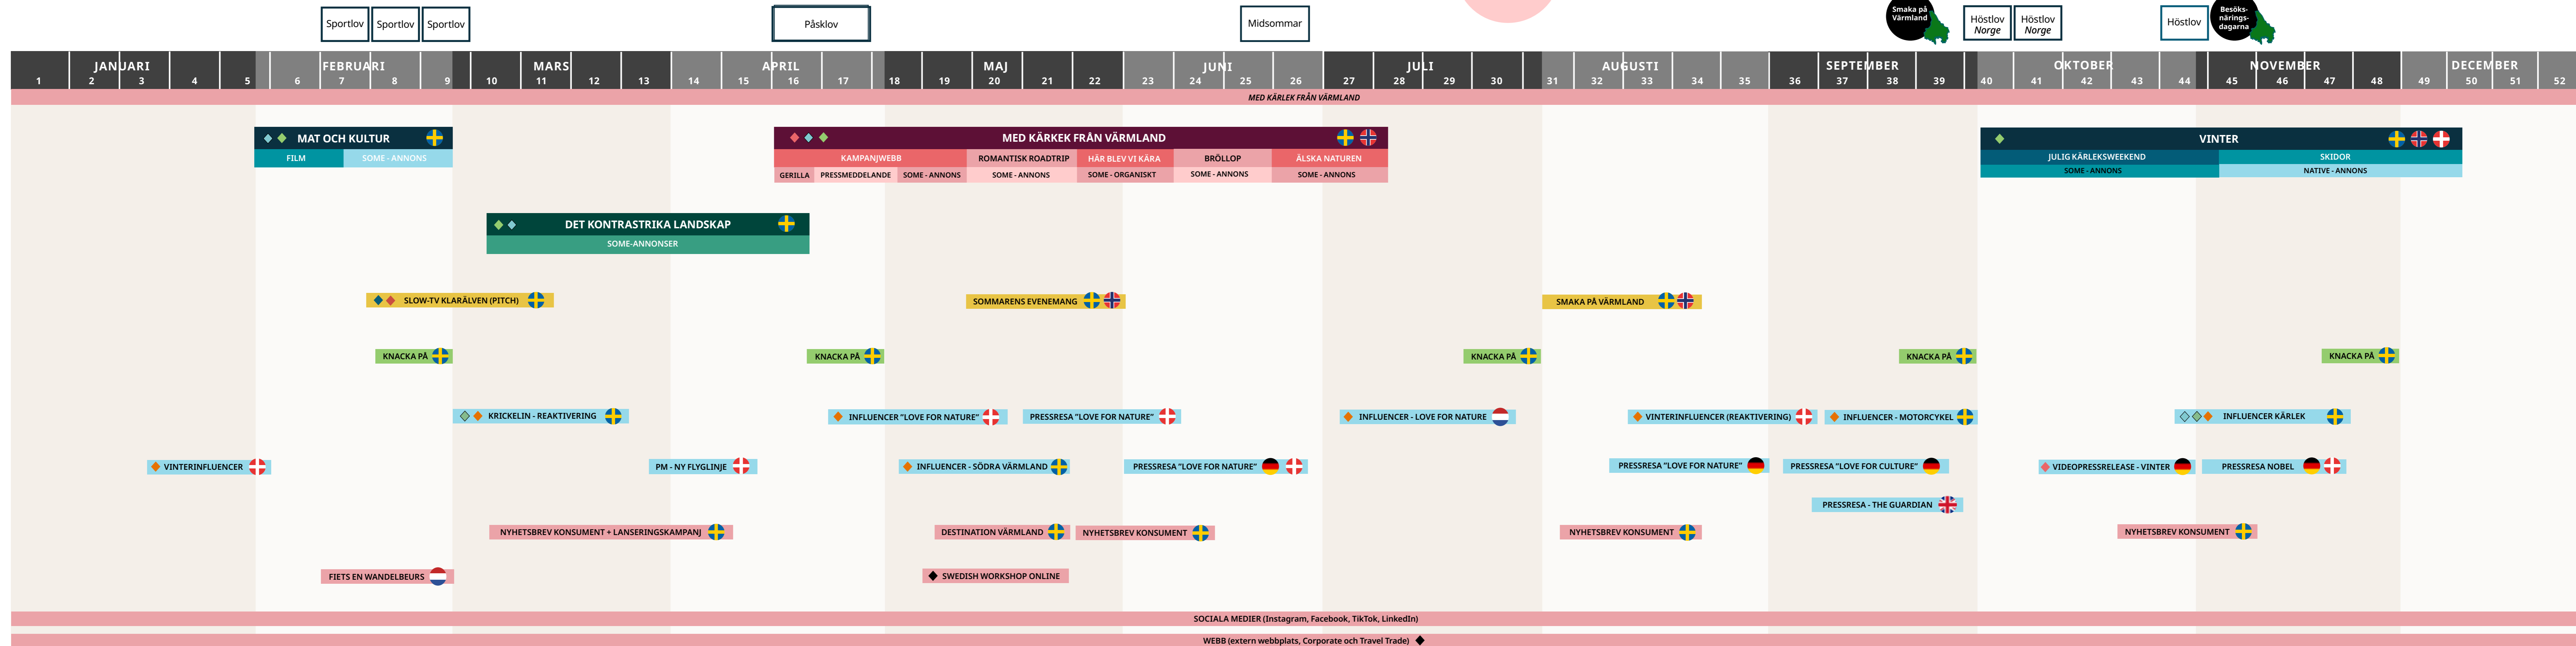 Sportlov
Sportlov
Sportlov
Påsklov
Midsommar
Smaka på
Värmland
Höstlov
Norge
Höstlov
Norge
Höstlov
Besöks-
närings-
dagarna
JANUARI FEBRUARI MARS APRIL MAJ JUNI JULI AUGUSTI SEPTEMBER OKTOBER NOVEMBER DECEMBER
1 2 3 4 5 6 7 8 9 10 11 12 13 14 15 16 17 18 19 20 21 22 23 24 25 26 27 28 29 30 31 32 33 34 35 36 37 38 39 40 41 42 43 44 45 46 47 48 49 50 51 52
MED KÄRLEK FRÅN VÄRMLAND
MAT OCH KULTUR
FILM SOME - ANNONS
MED KÄRKEK FRÅN VÄRMLAND
KAMPANJWEBB ROMANTISK ROADTRIP HÄR BLEV VI KÄRA BRÖLLOP ÄLSKA NATUREN
GERILLA PRESSMEDDELANDE SOME - ANNONS SOME - ANNONS SOME - ORGANISKT SOME - ANNONS SOME - ANNONS
VINTER
JULIG KÄRLEKSWEEKEND SKIDOR
SOME - ANNONS NATIVE - ANNONS
DET KONTRASTRIKA LANDSKAP
SOME-ANNONSER
SLOW-TV KLARÄLVEN (PITCH) SOMMARENS EVENEMANG SMAKA PÅ VÄRMLAND
KNACKA PÅ KNACKA PÅ KNACKA PÅ KNACKA PÅ KNACKA PÅ
KRICKELIN - REAKTIVERING INFLUENCER "LOVE FOR NATURE" PRESSRESA "LOVE FOR NATURE" INFLUENCER - LOVE FOR NATURE VINTERINFLUENCER (REAKTIVERING) INFLUENCER - MOTORCYKEL INFLUENCER KÄRLEK
VINTERINFLUENCER PM - NY FLYGLINJE INFLUENCER - SÖDRA VÄRMLAND PRESSRESA "LOVE FOR NATURE" PRESSRESA "LOVE FOR NATURE" PRESSRESA "LOVE FOR CULTURE" VIDEOPRESSRELEASE - VINTER PRESSRESA NOBEL
PRESSRESA - THE GUARDIAN
NYHETSBREV KONSUMENT + LANSERINGSKAMPANJ DESTINATION VÄRMLAND NYHETSBREV KONSUMENT NYHETSBREV KONSUMENT NYHETSBREV KONSUMENT
FIETS EN WANDELBEURS SWEDISH WORKSHOP ONLINE
SOCIALA MEDIER (Instagram, Facebook, TikTok, LinkedIn)
WEBB (extern webbplats, Corporate och Travel Trade)